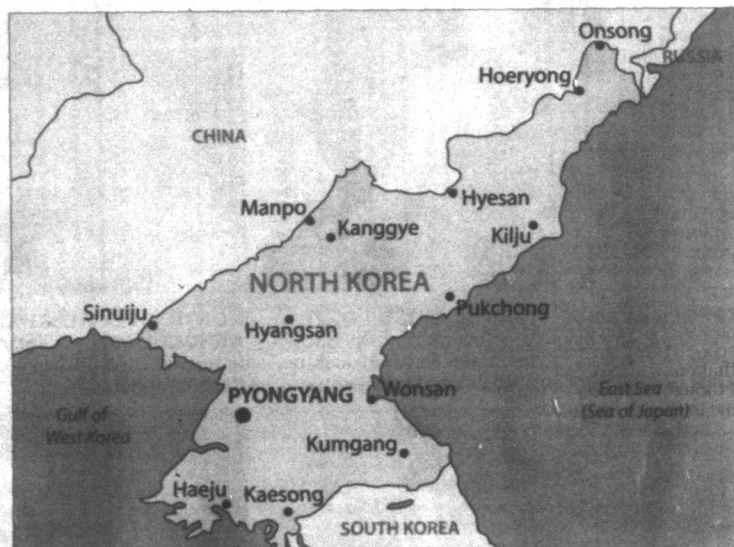 Onsong
RUSSIA
Hoeryong
CHINA
Hyesan
Manpo
Kanggye
Kilju
NORTH KOREA
Sinuiju
Pukchong
Hyangsan
PYONGYANG
Wonsan
East Sea
(Sea of Japan)
Gulf of
West Korea
Kumgang
Haeju
Kaesong
SOUTH KOREA